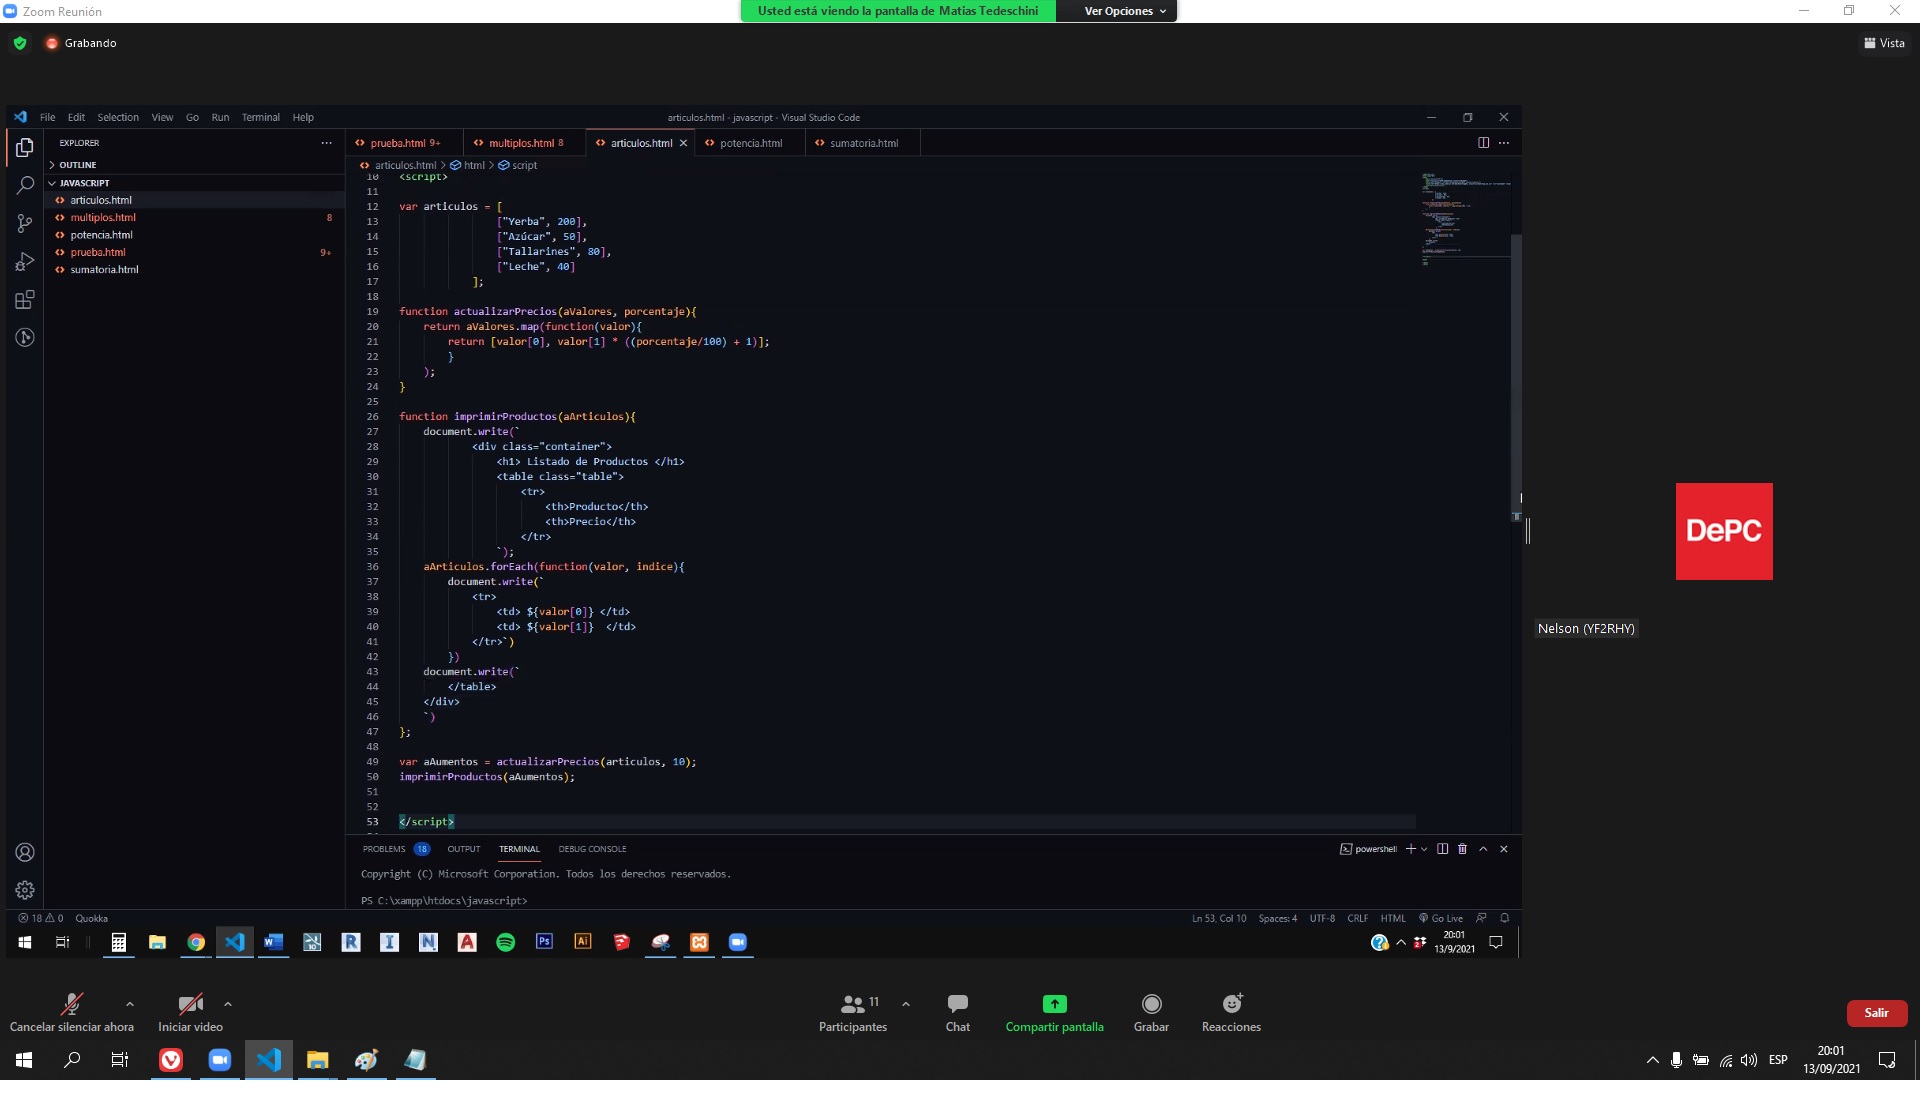 Zoom Reunión
Usted está viendo la pantalla de Matias Tedeschini
Ver Opciones
Grabando
Vista
File Edit Selection View Go Run Terminal Help
articulos.html - javascript - Visual Studio Code
EXPLORER
OUTLINE
JAVASCRIPT
articulos.html
multiplos.html 8
potencia.html
prueba.html 9+
sumatoria.html
prueba.html 9+
multiplos.html 8
articulos.html
potencia.html
sumatoria.html
articulos.html > html > script
10 <script>
11
12 var articulos = [
13 ["Yerba", 200],
14 ["Azúcar", 50],
15 ["Tallarines", 80],
16 ["Leche", 40]
17 ];
18
19 function actualizarPrecios(aValores, porcentaje){
20 return aValores.map(function(valor){
21 return [valor[0], valor[1] * ((porcentaje/100) + 1)];
22 }
23 );
24 }
25
26 function imprimirProductos(aArticulos){
27 document.write(`
28 <div class="container">
29 <h1> Listado de Productos </h1>
30 <table class="table">
31 <tr>
32 <th>Producto</th>
33 <th>Precio</th>
34 </tr>
35 `);
36 aArticulos.forEach(function(valor, indice){
37 document.write(`
38 <tr>
39 <td> ${valor[0]} </td>
40 <td> ${valor[1]}  </td>
41 </tr>`)
42 })
43 document.write(`
44 </table>
45 </div>
46 `)
47 };
48
49 var aAumentos = actualizarPrecios(articulos, 10);
50 imprimirProductos(aAumentos);
51
52
53 </script>
PROBLEMS 18 OUTPUT TERMINAL DEBUG CONSOLE
powershell
Copyright (C) Microsoft Corporation. Todos los derechos reservados.
PS C:\xampp\htdocs\javascript>
18 0 Quokka
Ln 53, Col 10 Spaces: 4 UTF-8 CRLF HTML Go Live
20:01
13/9/2021
DePC
Nelson (YF2RHY)
Cancelar silenciar ahora
Iniciar video
11
Participantes
Chat
Compartir pantalla
Grabar
Reacciones
Salir
ESP
20:01
13/09/2021